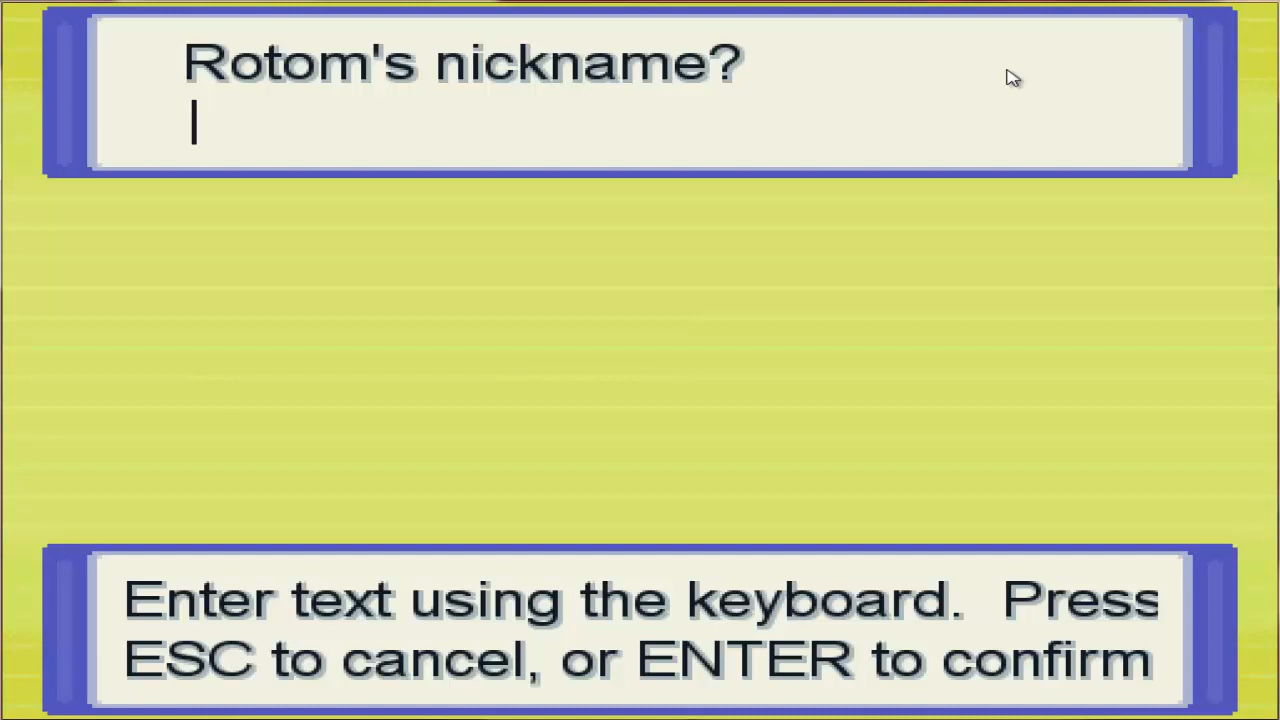 Rotom's nickname?
Enter text using the keyboard.  Press
ESC to cancel, or ENTER to confirm